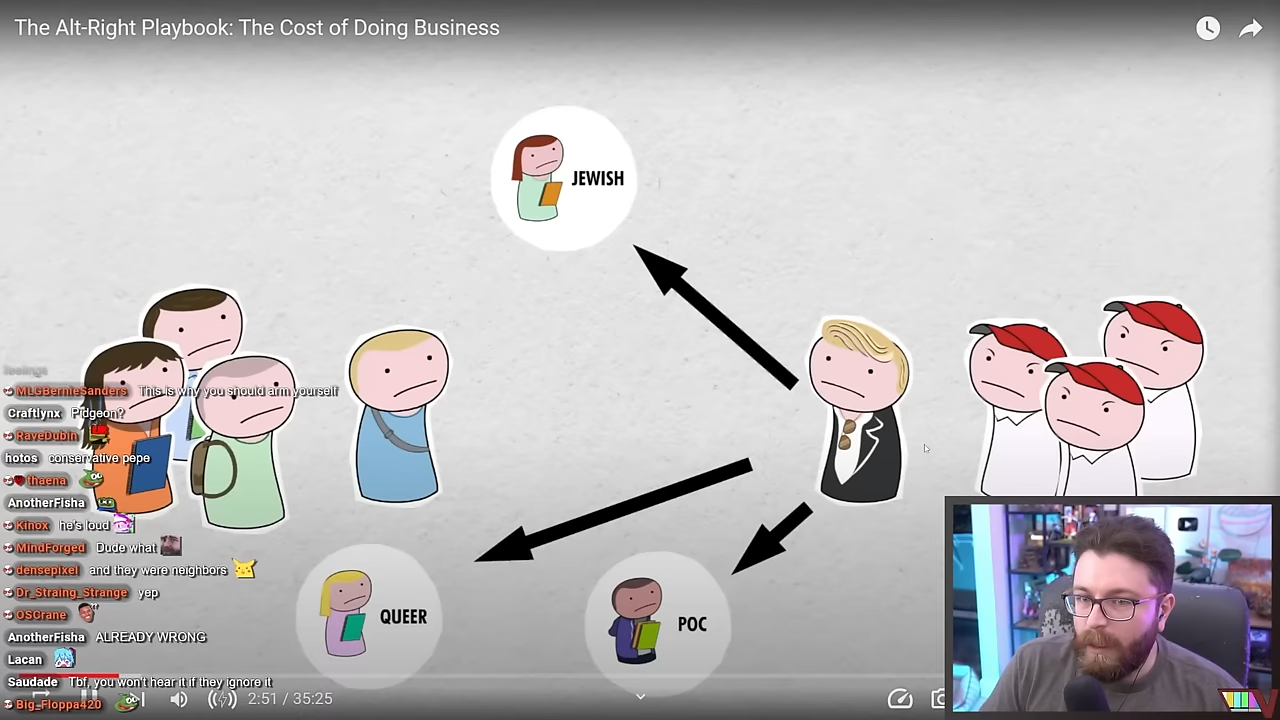 The Alt-Right Playbook: The Cost of Doing Business
JEWISH
feelings
MLGBernieSanders This is why you should arm yourself
Craftlynx Pidgeon?
RaveDubin
hotos conservative pepe
thaena
AnotherFisha
Kinox he's loud
MindForged Dude what
densepixel and they were neighbors
Dr_Straing_Strange yep
OSCrane
AnotherFisha ALREADY WRONG
Lacan
Saudade Tbf, you won't hear it if they ignore it
Big_Floppa420
QUEER
POC
2:51 / 35:25